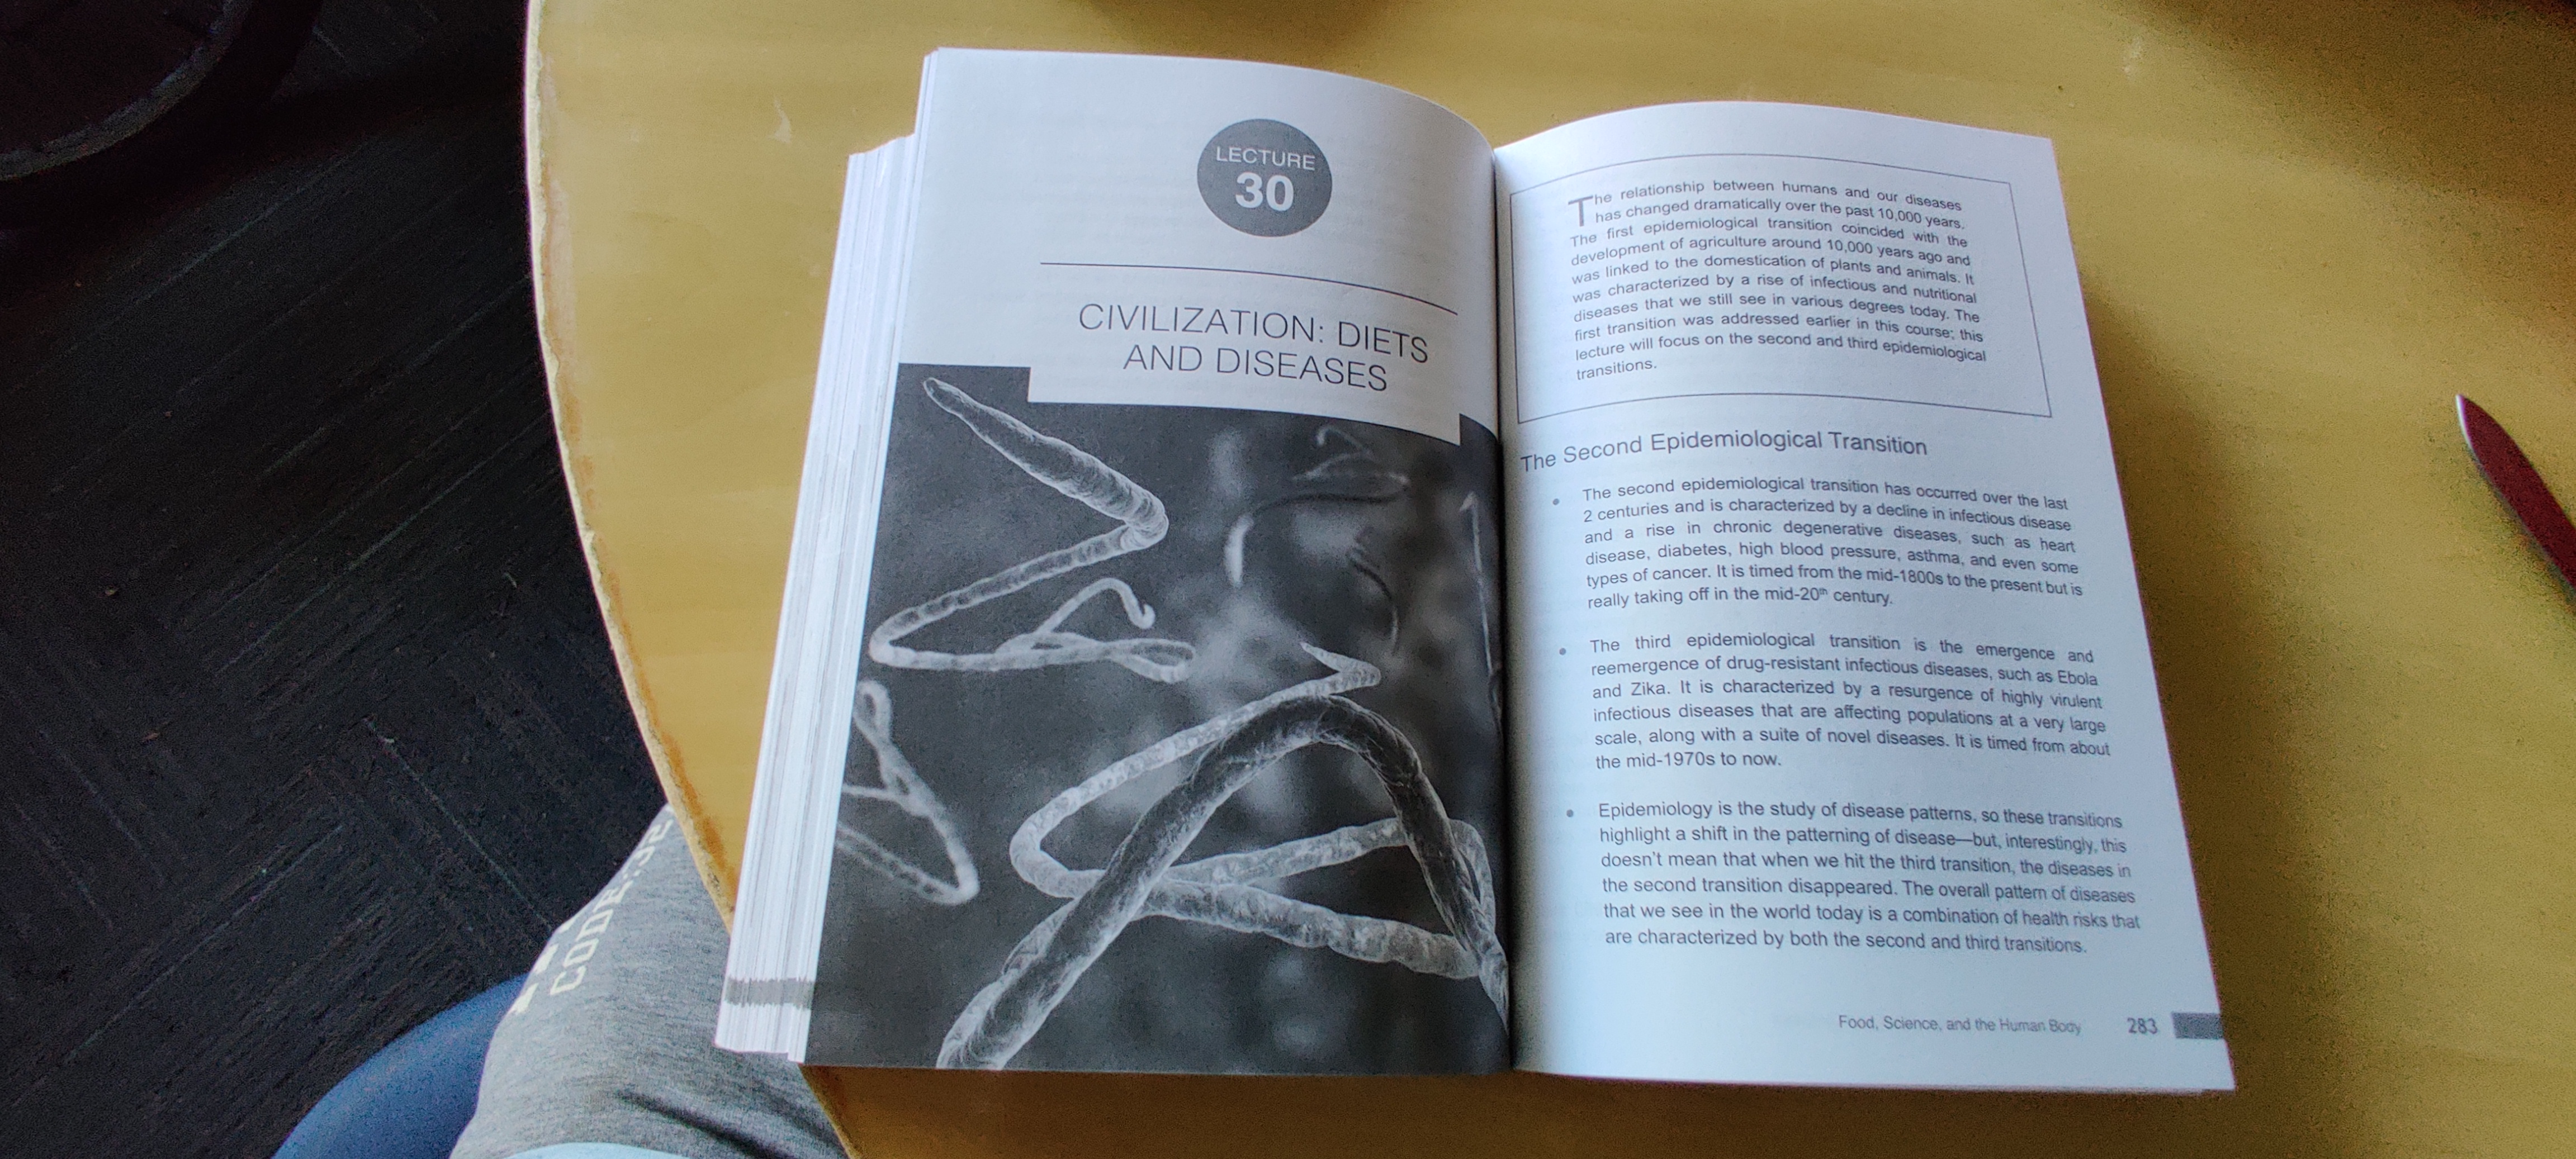 LECTURE
30
CIVILIZATION: DIETS
AND DISEASES
The relationship between humans and our diseases
has changed dramatically over the past 10,000 years.
The first epidemiological transition coincided with the
development of agriculture around 10,000 years ago and
was linked to the domestication of plants and animals. It
was characterized by a rise of infectious and nutritional
diseases that we still see in various degrees today. The
first transition was addressed earlier in this course; this
lecture will focus on the second and third epidemiological
transitions.
The Second Epidemiological Transition
• The second epidemiological transition has occurred over the last
2 centuries and is characterized by a decline in infectious disease
and a rise in chronic degenerative diseases, such as heart
disease, diabetes, high blood pressure, asthma, and even some
types of cancer. It is timed from the mid-1800s to the present but is
really taking off in the mid-20th century.
• The third epidemiological transition is the emergence and
reemergence of drug-resistant infectious diseases, such as Ebola
and Zika. It is characterized by a resurgence of highly virulent
infectious diseases that are affecting populations at a very large
scale, along with a suite of novel diseases. It is timed from about
the mid-1970s to now.
• Epidemiology is the study of disease patterns, so these transitions
highlight a shift in the patterning of disease—but, interestingly, this
doesn't mean that when we hit the third transition, the diseases in
the second transition disappeared. The overall pattern of diseases
that we see in the world today is a combination of health risks that
are characterized by both the second and third transitions.
Food, Science, and the Human Body 283
CODE